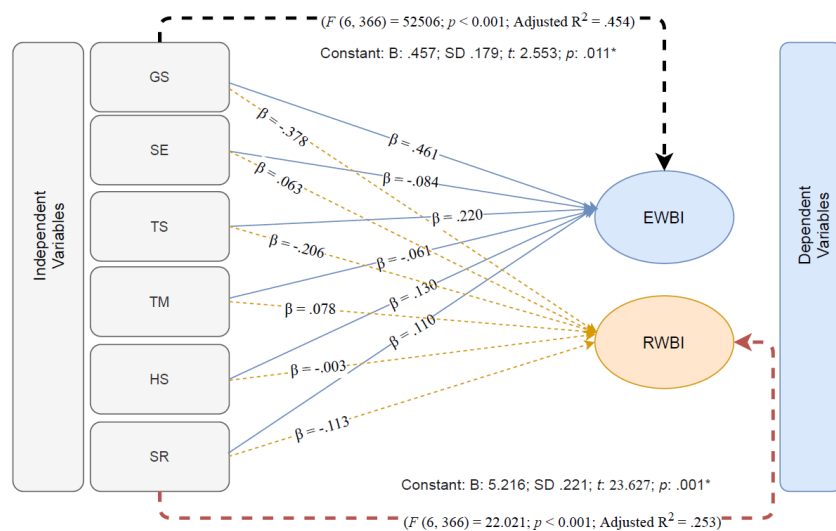 (F (6, 366) = 52506; p < 0.001; Adjusted R² = .454)
Constant: B: .457; SD .179; t: 2.553; p: .011*
Independent
Variables
GS
SE
TS
TM
HS
SR
β = .461
β = -.378
β = -.084
β = .063
β = .220
β = -.206
β = -.061
β = .078
β = .130
β = -.003
β = .110
β = -.113
EWBI
RWBI
Dependent
Variables
Constant: B: 5.216; SD .221; t: 23.627; p: .001*
(F (6, 366) = 22.021; p < 0.001; Adjusted R² = .253)